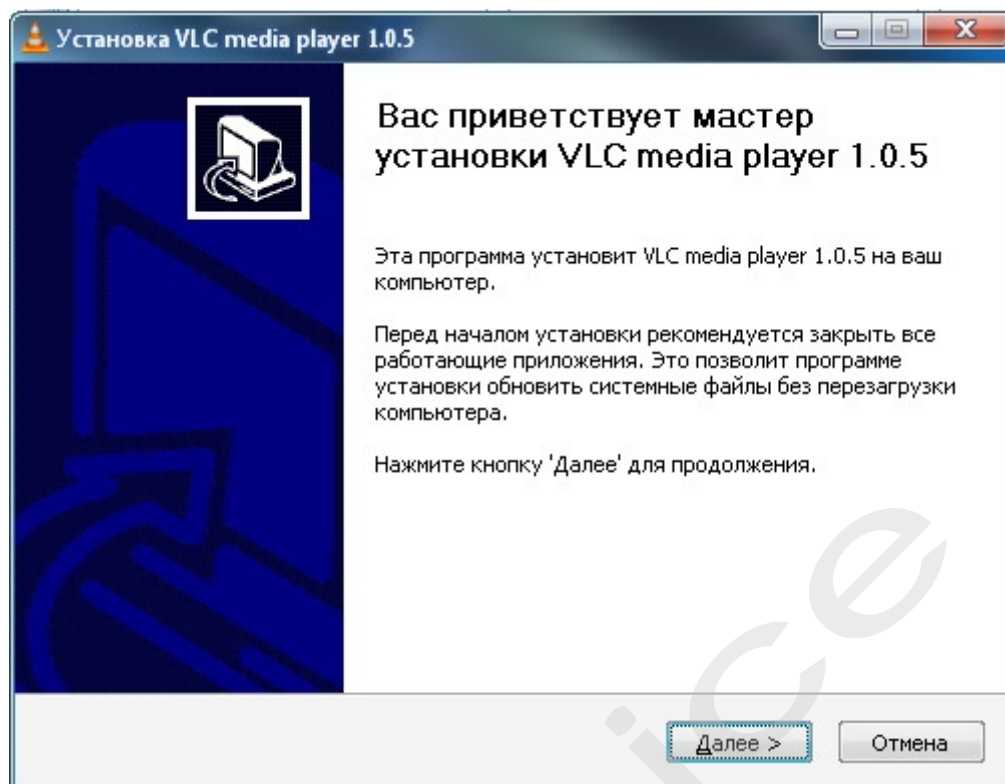 Установка VLC media player 1.0.5
Вас приветствует мастер
установки VLC media player 1.0.5
Эта программа установит VLC media player 1.0.5 на ваш
компьютер.
Перед началом установки рекомендуется закрыть все
работающие приложения. Это позволит программе
установки обновить системные файлы без перезагрузки
компьютера.
Нажмите кнопку 'Далее' для продолжения.
ice
Далее >
Отмена